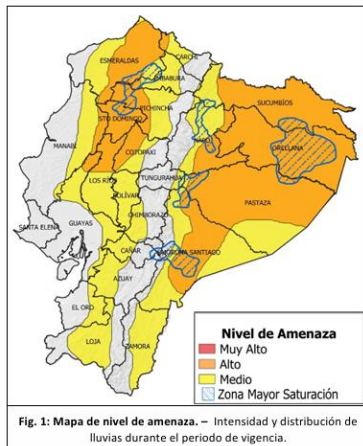 ESMERALDAS
CARCHI
IMBABURA
PICHINCHA
SUCUMBÍOS
STO DOMINGO
NAPO
ORELLANA
MANABÍ
COTOPAXI
LOS RÍOS
TUNGURAHUA
PASTAZA
BOLÍVAR
SANTA ELENA
GUAYAS
CHIMBORAZO
CAÑAR
MORONA SANTIAGO
AZUAY
EL ORO
LOJA
ZAMORA
Nivel de Amenaza
Muy Alto
Alto
Medio
Zona Mayor Saturación
Fig. 1: Mapa de nivel de amenaza. – Intensidad y distribución de
lluvias durante el periodo de vigencia.